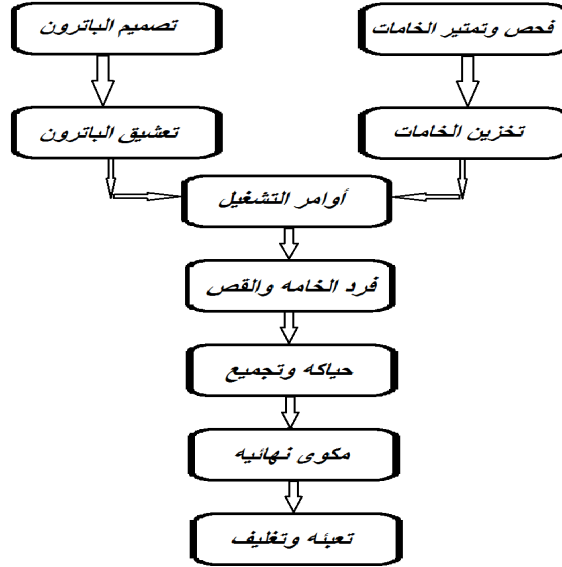 فحص وتمتير الخامات
تصميم الباترون
تخزين الخامات
تعشيق الباترون
أوامر التشغيل
فرد الخامه والقص
حياكه وتجميع
مكوى نهائيه
تعبئه وتغليف